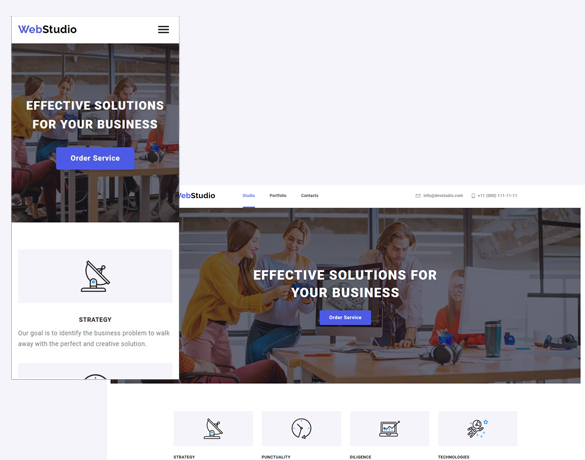 WebStudio
EFFECTIVE SOLUTIONS
FOR YOUR BUSINESS
Order Service
STRATEGY
Our goal is to identify the business problem to walk
away with the perfect and creative solution.
WebStudio
Studio Portfolio Contacts info@devstudio.com +11 (000) 111-11-11
EFFECTIVE SOLUTIONS FOR
YOUR BUSINESS
Order Service
STRATEGY PUNCTUALITY DILIGENCE TECHNOLOGIES